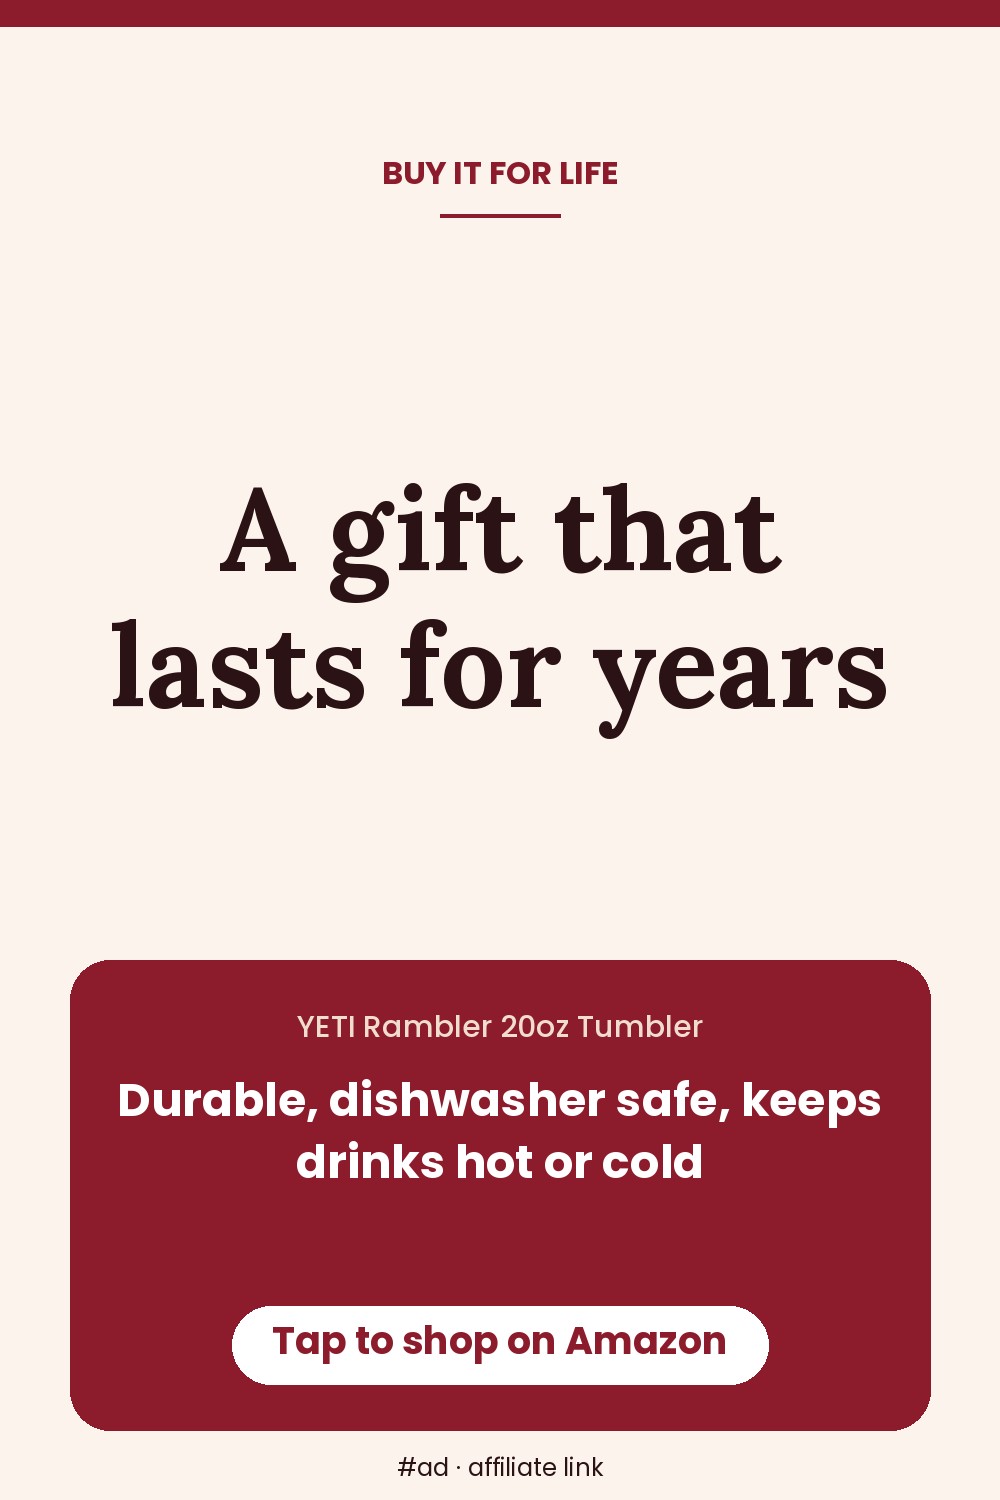 BUY IT FOR LIFE
A gift that
lasts for years
YETI Rambler 20oz Tumbler
Durable, dishwasher safe, keeps
drinks hot or cold
Tap to shop on Amazon
#ad · affiliate link